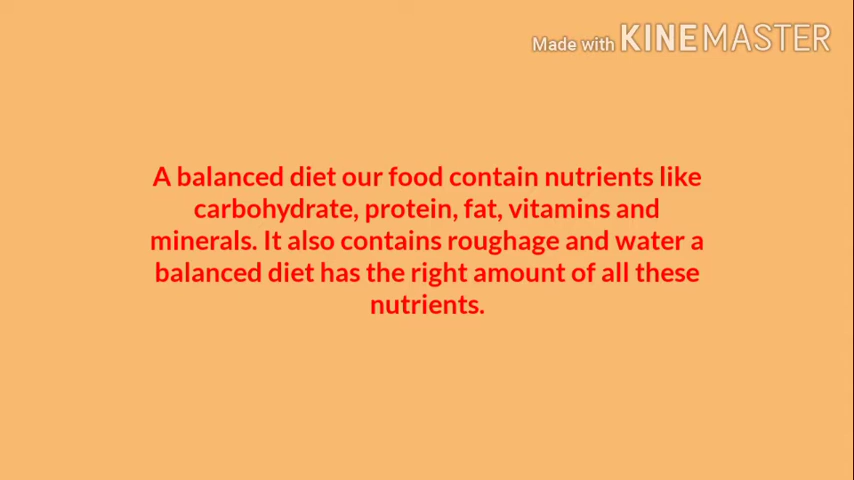 Made with KINEMASTER
A balanced diet our food contain nutrients like
carbohydrate, protein, fat, vitamins and
minerals. It also contains roughage and water a
balanced diet has the right amount of all these
nutrients.